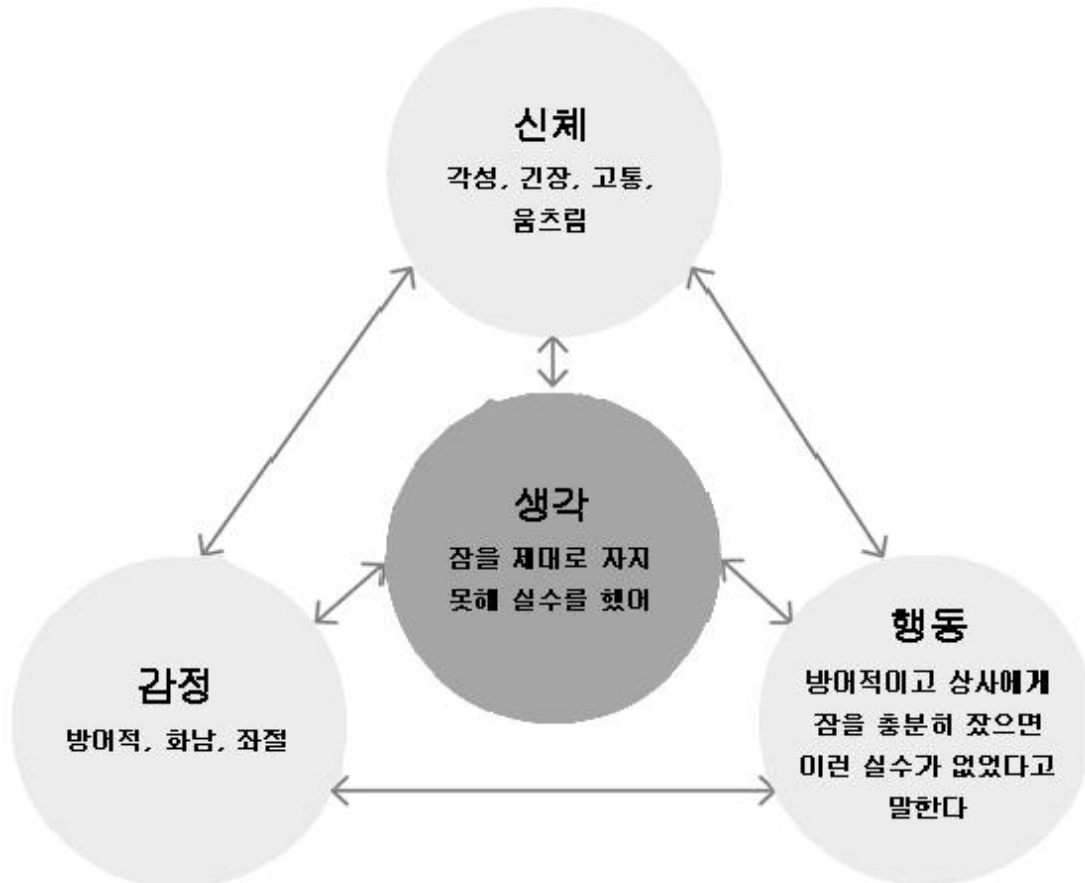 신체
각성, 긴장, 고통,
움츠림
생각
잠을 제대로 자지
못해 실수를 했어
감정
방어적, 화남, 좌절
행동
방어적이고 상사에게
잠을 충분히 잤으면
이런 실수가 없었다고
말한다